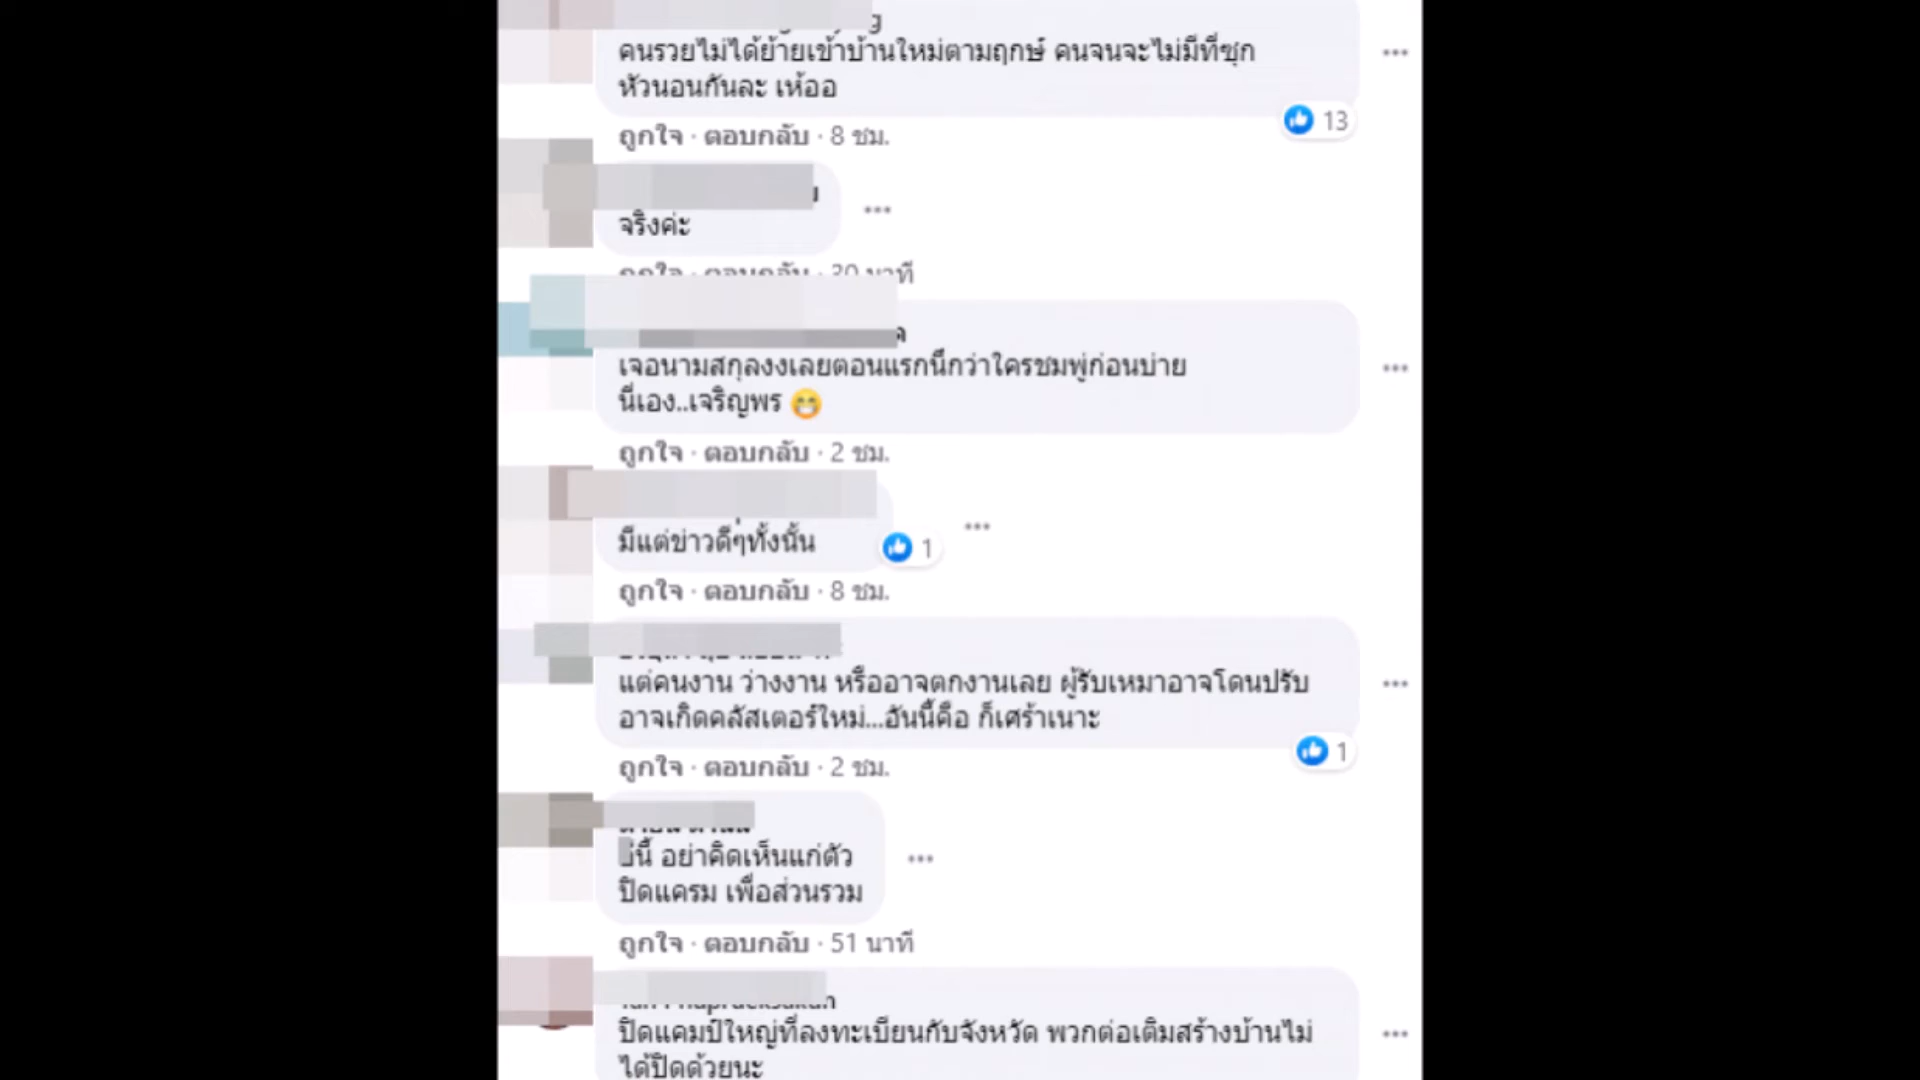 คนรวยไม่ได้ย้ายเข้าบ้านใหม่ตามฤกษ์ คนจนจะไม่มีที่ซุก
หัวนอนกันละ เห้ออ
13
ถูกใจ · ตอบกลับ · 8 ชม.
จริงค่ะ
ถูกใจ · ตอบกลับ · 30 นาที
เจอนามสกุลงงเลยตอนแรกนึกว่าใครชมพู่ก่อนบ่าย
นี่เอง..เจริญพร 😁
ถูกใจ · ตอบกลับ · 2 ชม.
มีแต่ข่าวดีๆทั้งนั้น
1
ถูกใจ · ตอบกลับ · 8 ชม.
แต่คนงาน ว่างงาน หรืออาจตกงานเลย ผู้รับเหมาอาจโดนปรับ
อาจเกิดคลัสเตอร์ใหม่...อันนี้คือ ก็เศร้าเนาะ
1
ถูกใจ · ตอบกลับ · 2 ชม.
อย่าคิดเห็นแก่ตัว
ปิดแครม เพื่อส่วนรวม
ถูกใจ · ตอบกลับ · 51 นาที
ปิดแคมป์ใหญ่ที่ลงทะเบียนกับจังหวัด พวกต่อเติมสร้างบ้านไม่
ได้ปิดด้วยนะ